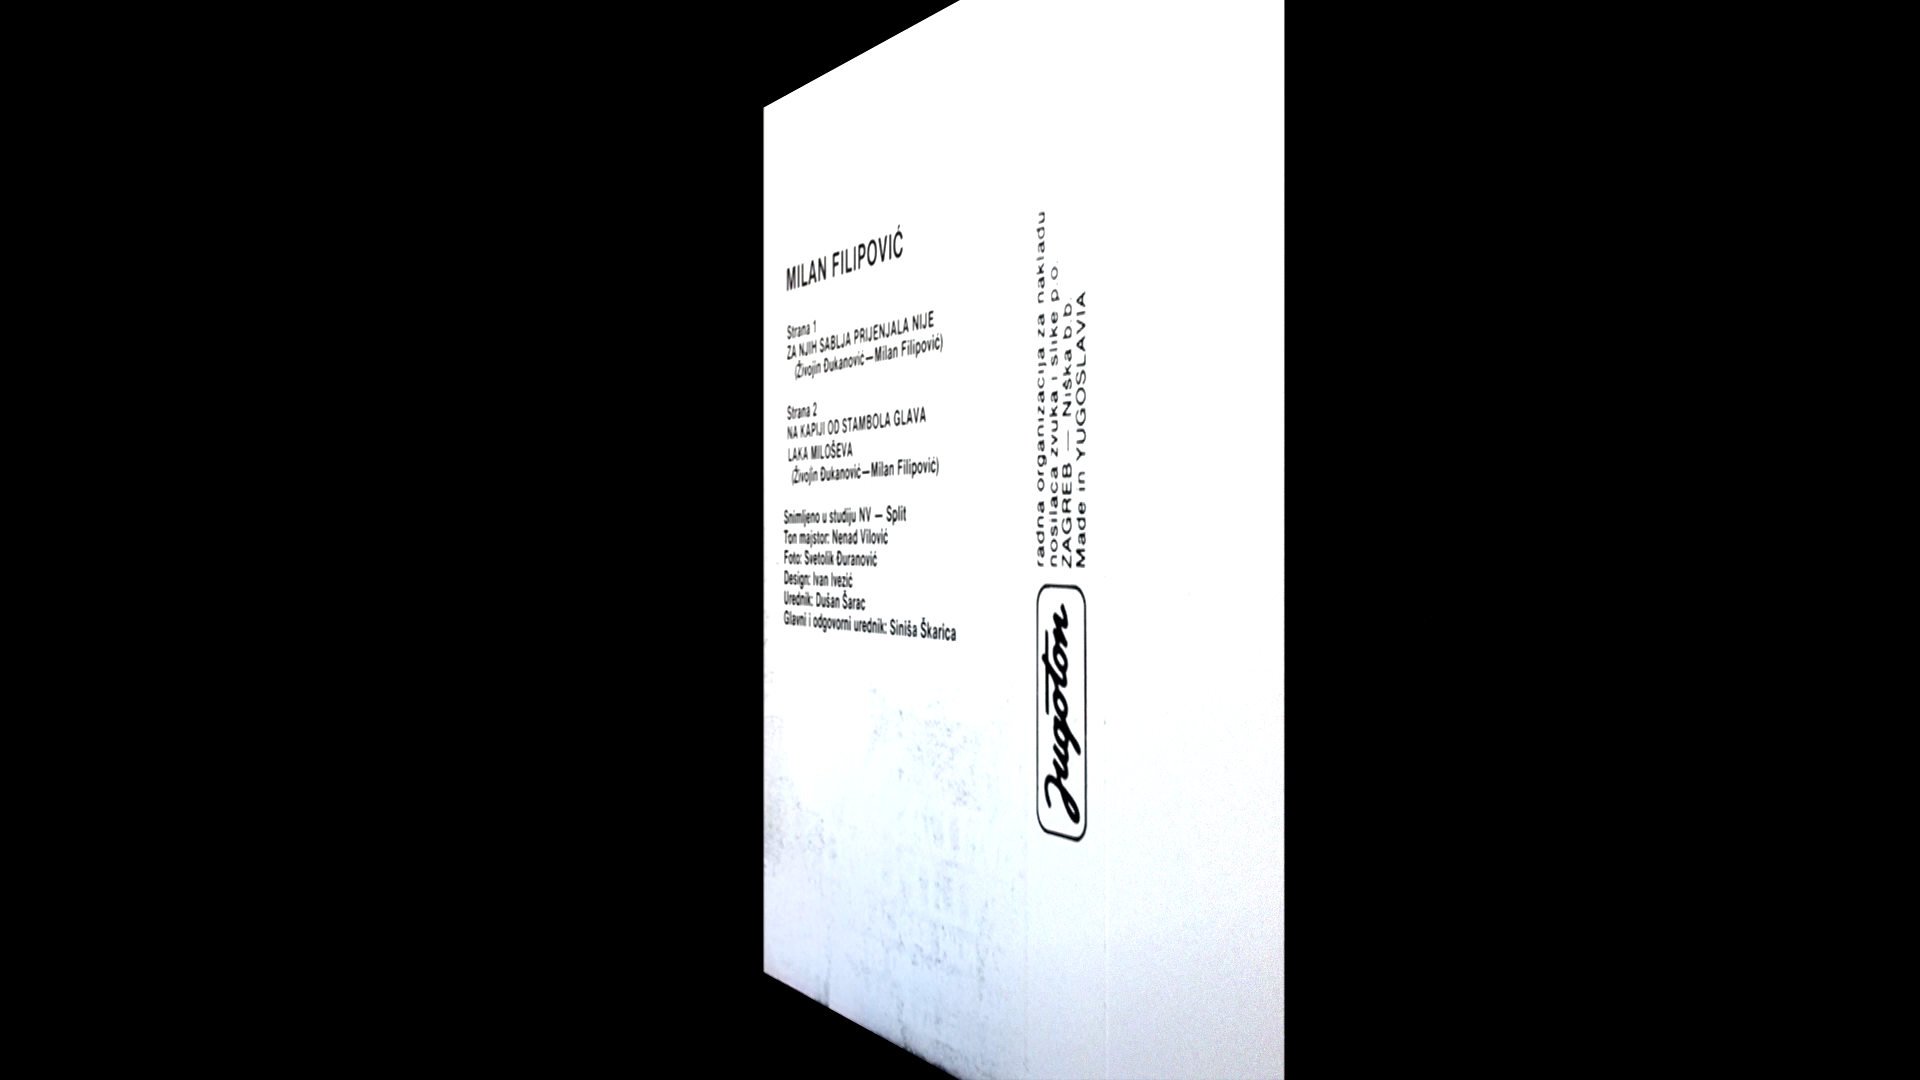 MILAN FILIPOVIĆ
Strana 1
ZA NJIH SABLJA PRIJENJALA NIJE
(Živojin Đukanović—Milan Filipović)
Strana 2
NA KAPIJI OD STAMBOLA GLAVA
LAKA MILOŠEVA
(Živojin Đukanović—Milan Filipović)
Snimljeno u studiju NV — Split
Ton majstor: Nenad Vilović
Foto: Svetolik Đuranović
Design: Ivan Ivezić
Urednik: Dušan Šarac
Glavni i odgovorni urednik: Siniša Škarica
Jugoton
radna organizacija za nakladu
nosilaca zvuka i slike p.o.
ZAGREB — Niška b.b.
Made in YUGOSLAVIA